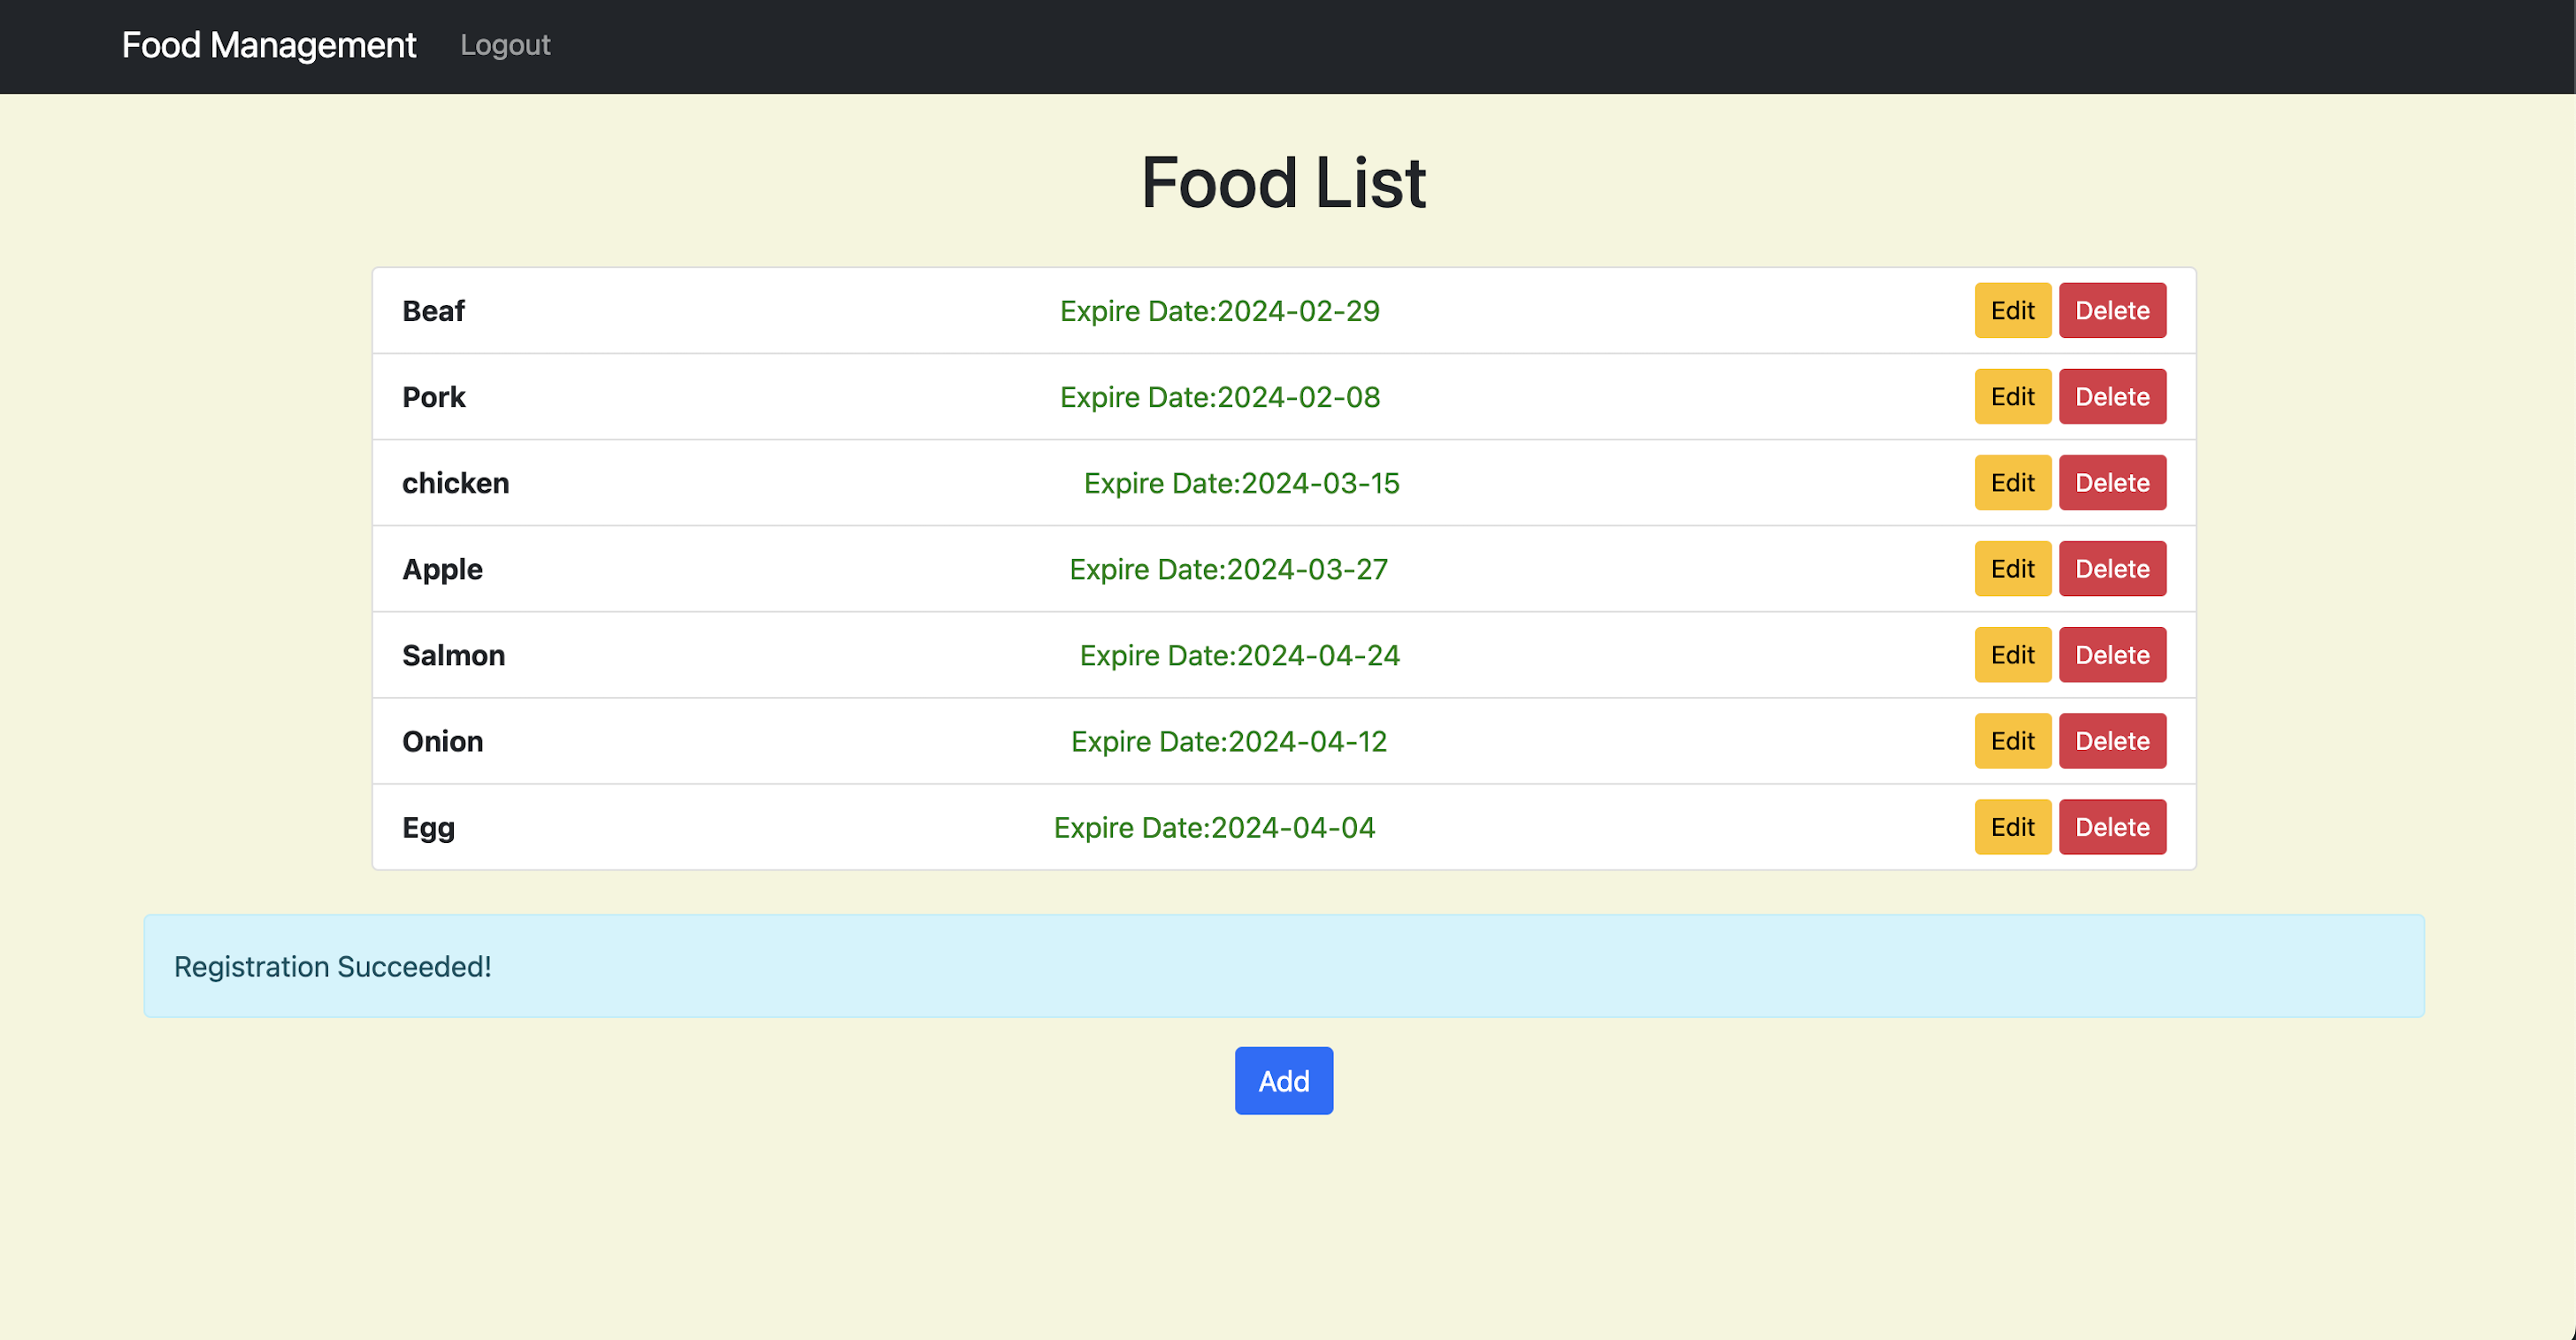 Food Management Logout
Food List
Beaf Expire Date:2024-02-29 Edit Delete
Pork Expire Date:2024-02-08 Edit Delete
chicken Expire Date:2024-03-15 Edit Delete
Apple Expire Date:2024-03-27 Edit Delete
Salmon Expire Date:2024-04-24 Edit Delete
Onion Expire Date:2024-04-12 Edit Delete
Egg Expire Date:2024-04-04 Edit Delete
Registration Succeeded!
Add